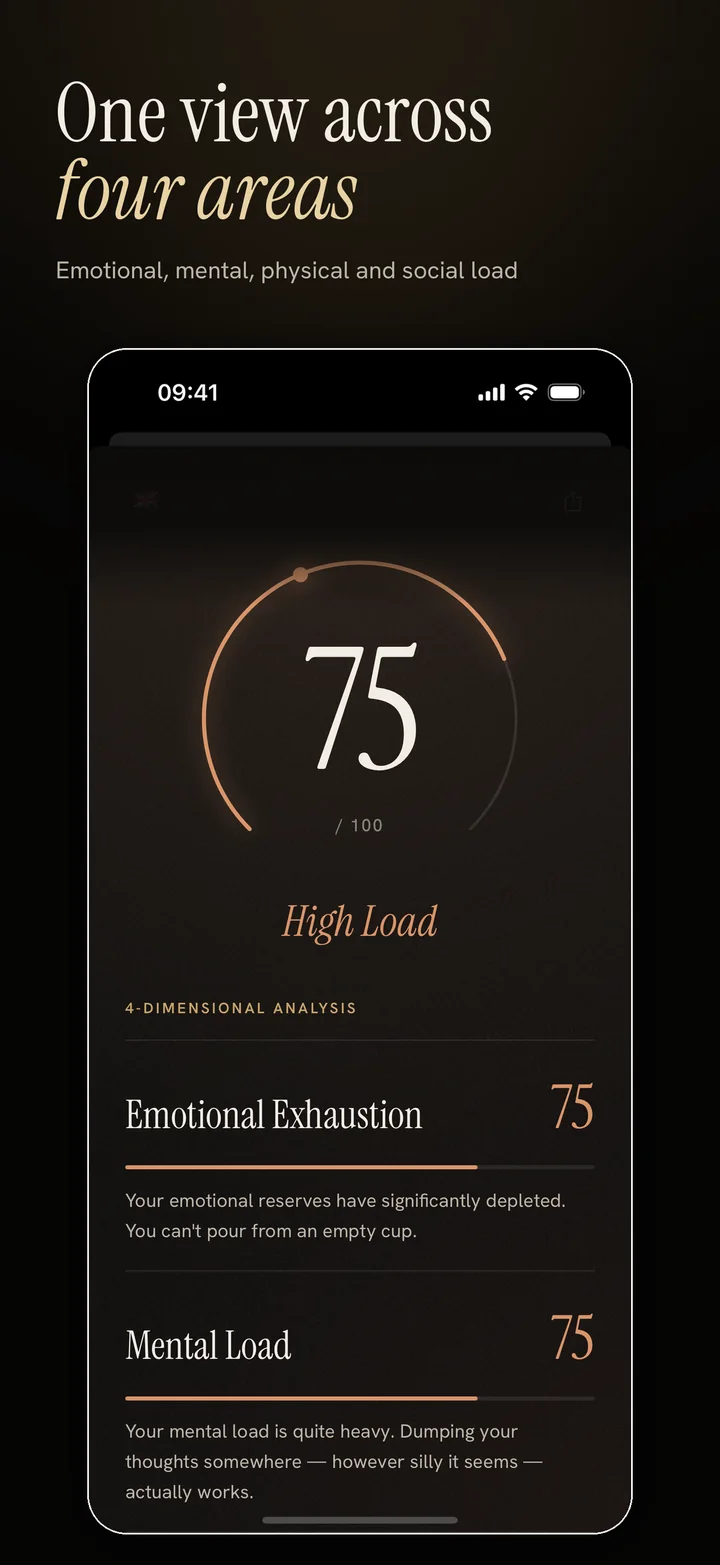 One view across
four areas
Emotional, mental, physical and social load
09:41
75
/ 100
High Load
4-DIMENSIONAL ANALYSIS
Emotional Exhaustion
75
Your emotional reserves have significantly depleted.
You can't pour from an empty cup.
Mental Load
75
Your mental load is quite heavy. Dumping your
thoughts somewhere — however silly it seems —
actually works.